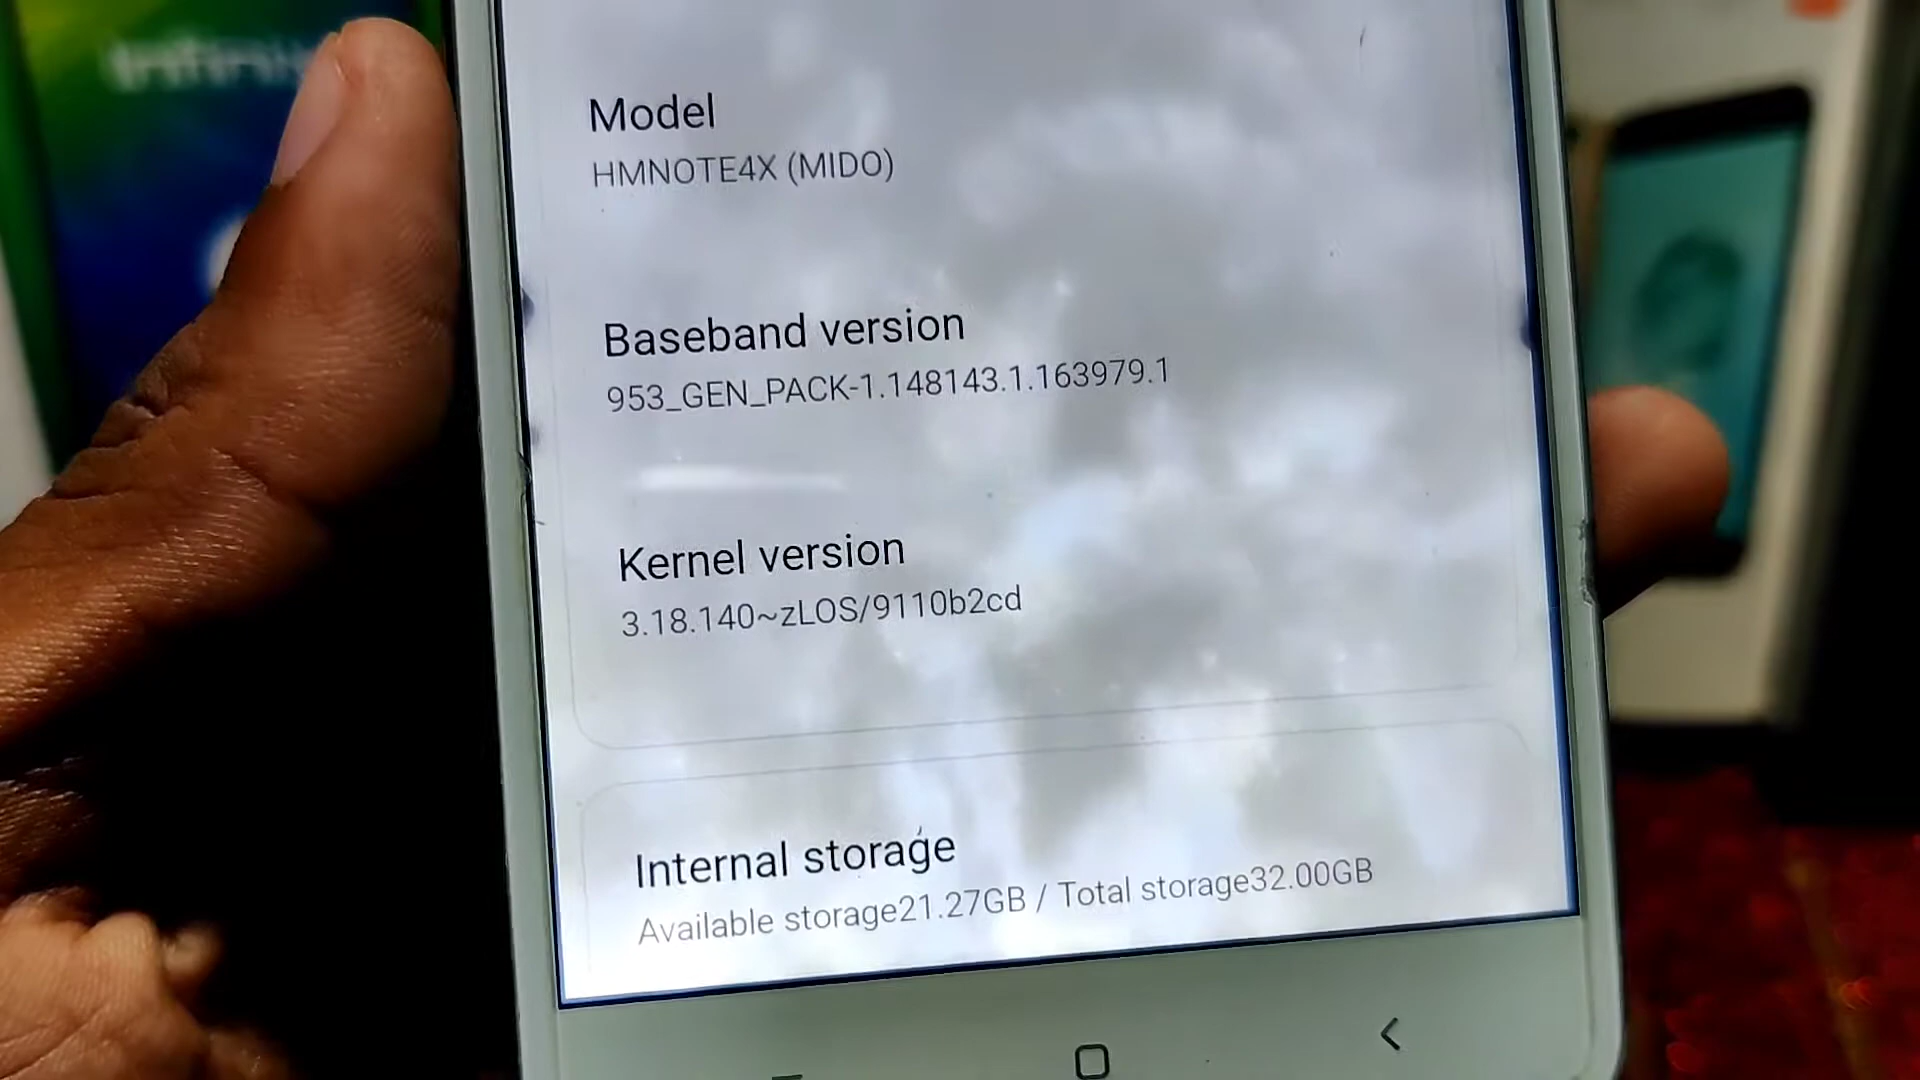 Infinix
Model
HMNOTE4X (MIDO)
Baseband version
953_GEN_PACK-1.148143.1.163979.1
Kernel version
3.18.140~zLOS/9110b2cd
Internal storage
Available storage21.27GB / Total storage32.00GB